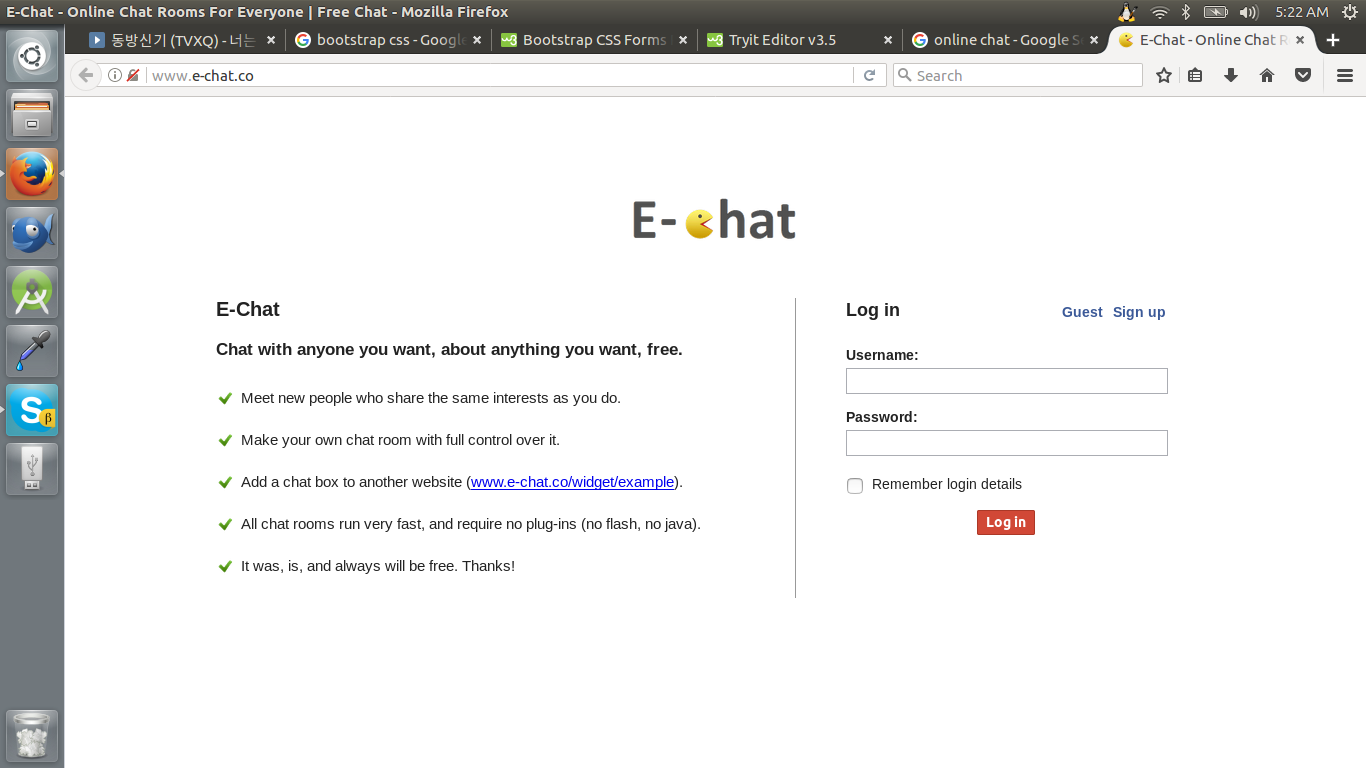 E-Chat - Online Chat Rooms For Everyone | Free Chat - Mozilla Firefox
5:22 AM
동방신기 (TVXQ) - 너는
bootstrap css - Google
Bootstrap CSS Forms
Tryit Editor v3.5
online chat - Google Se
E-Chat - Online Chat R
www.e-chat.co
Search
E-Chat
E-Chat
Chat with anyone you want, about anything you want, free.
Meet new people who share the same interests as you do.
Make your own chat room with full control over it.
Add a chat box to another website (www.e-chat.co/widget/example).
All chat rooms run very fast, and require no plug-ins (no flash, no java).
It was, is, and always will be free. Thanks!
Log in
Guest Sign up
Username:
Password:
Remember login details
Log in